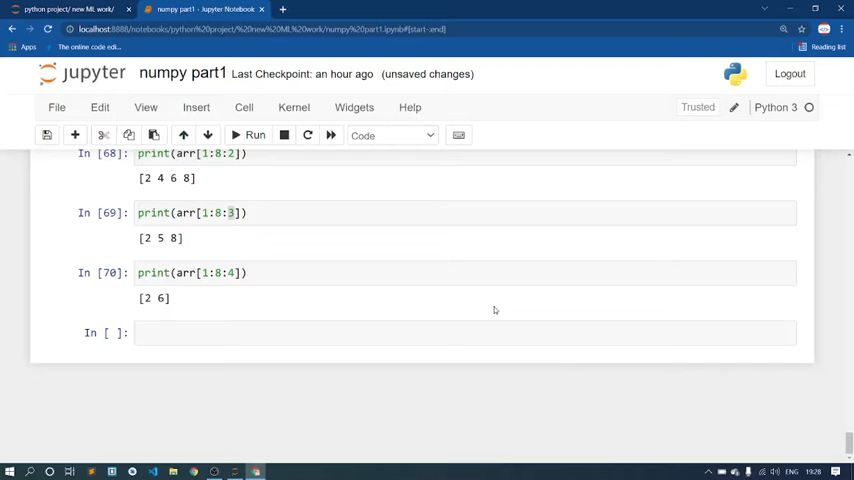 python project/ new ML work/
numpy part1 - Jupyter Notebook
localhost:8888/notebooks/python%20project/%20new%20ML%20work/numpy%20part1.ipynb#[start-:end]
Apps
The online code edi...
Reading list
jupyter numpy part1 Last Checkpoint: an hour ago (unsaved changes)
Logout
File Edit View Insert Cell Kernel Widgets Help
Trusted
Python 3
Run
Code
In [68]: print(arr[1:8:2])
[2 4 6 8]
In [69]: print(arr[1:8:3])
[2 5 8]
In [70]: print(arr[1:8:4])
[2 6]
In [ ]:
ENG 19:28